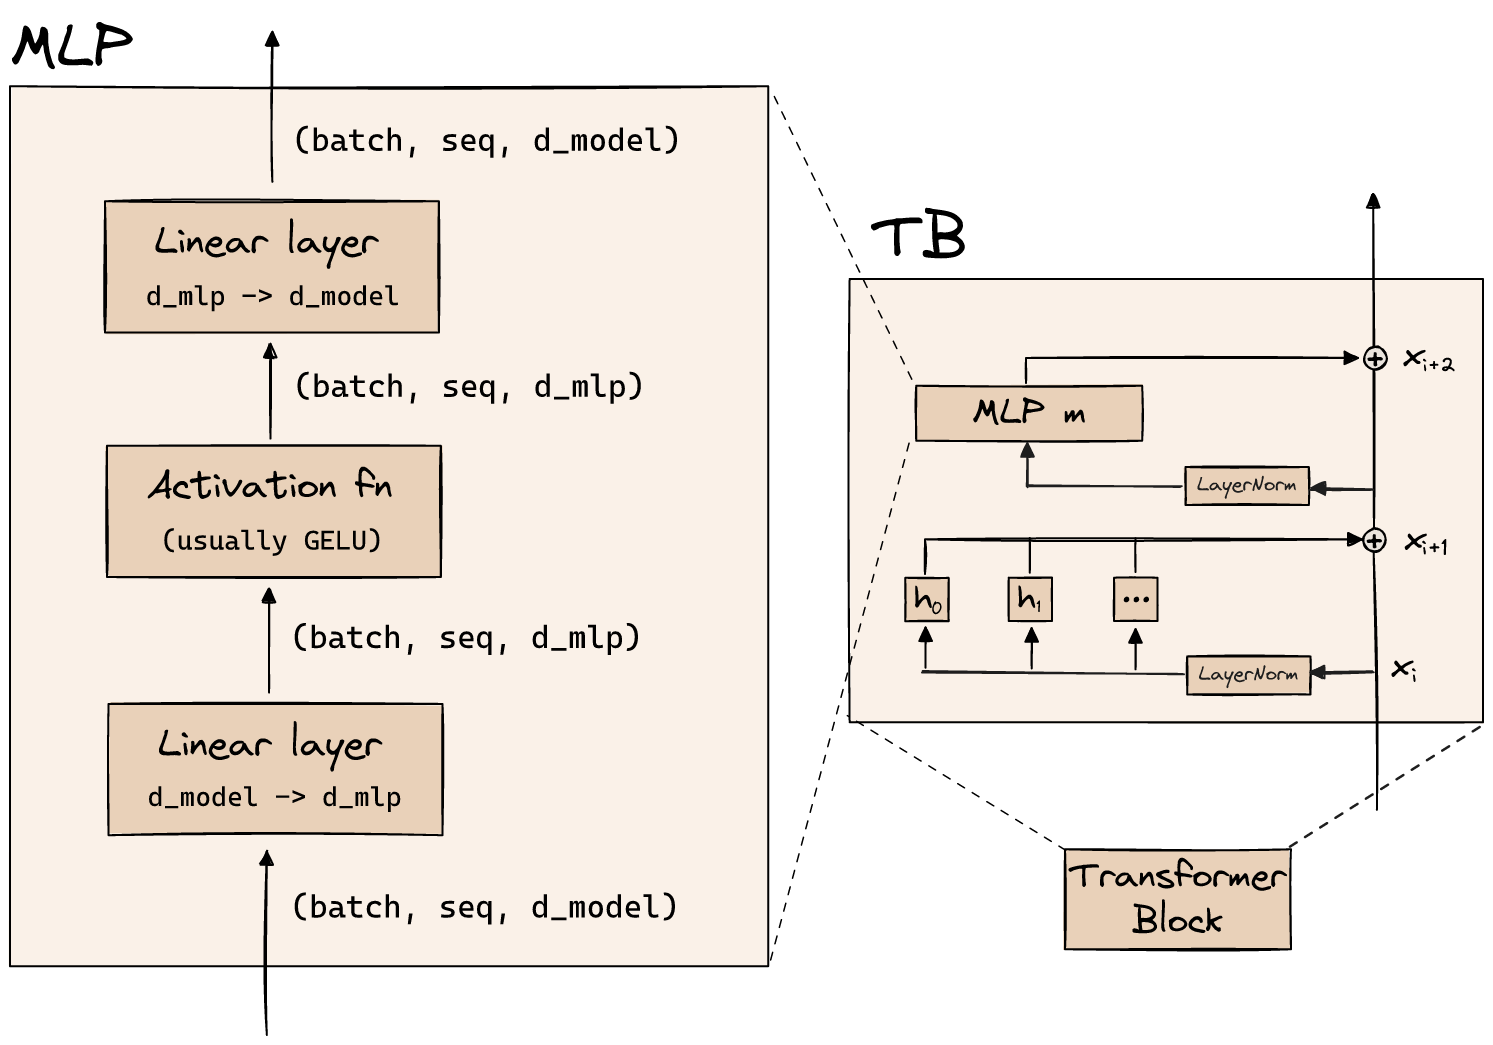 MLP
(batch, seq, d_model)
Linear layer
d_mlp -> d_model
(batch, seq, d_mlp)
Activation fn
(usually GELU)
(batch, seq, d_mlp)
Linear layer
d_model -> d_mlp
(batch, seq, d_model)
TB
x_{i+2}
MLP m
LayerNorm
x_{i+1}
h_0
h_1
...
LayerNorm
x_i
Transformer
Block